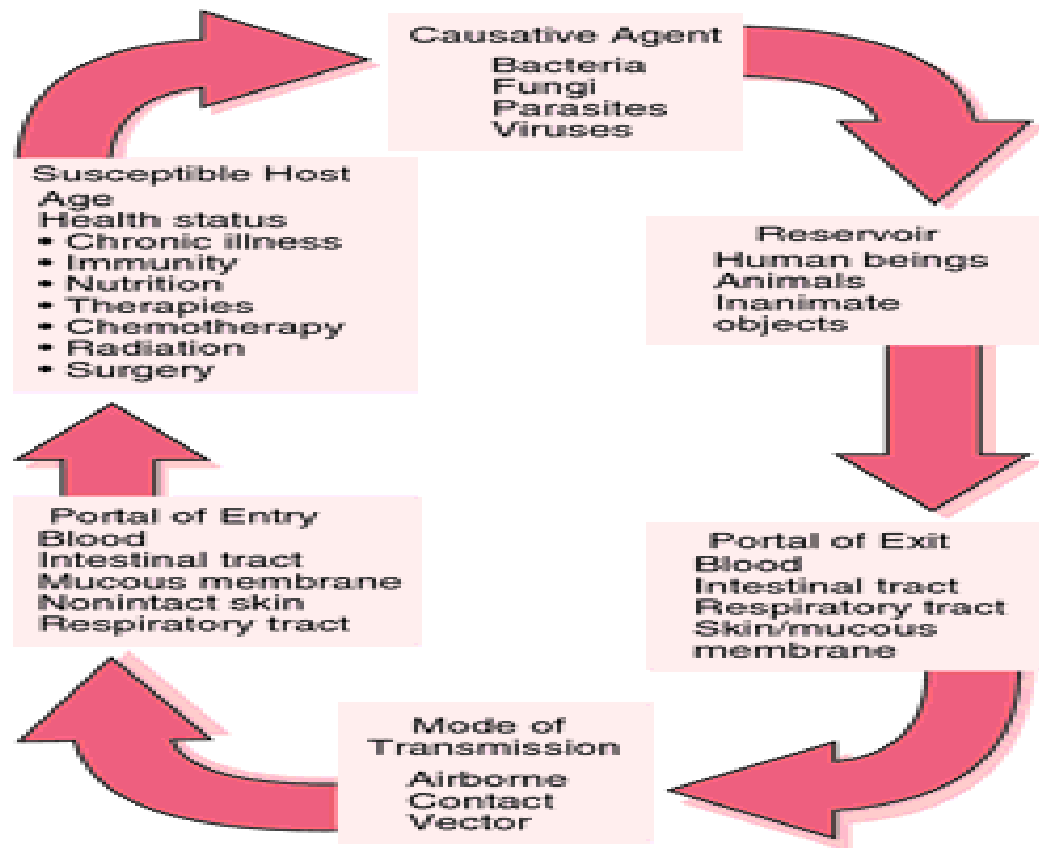 Causative Agent
Bacteria
Fungi
Parasites
Viruses
Reservoir
Human beings
Animals
Inanimate
objects
Portal of Exit
Blood
Intestinal tract
Respiratory tract
Skin/mucous
membrane
Mode of
Transmission
Airborne
Contact
Vector
Portal of Entry
Blood
Intestinal tract
Mucous membrane
Nonintact skin
Respiratory tract
Susceptible Host
Age
Health status
• Chronic illness
• Immunity
• Nutrition
• Therapies
• Chemotherapy
• Radiation
• Surgery